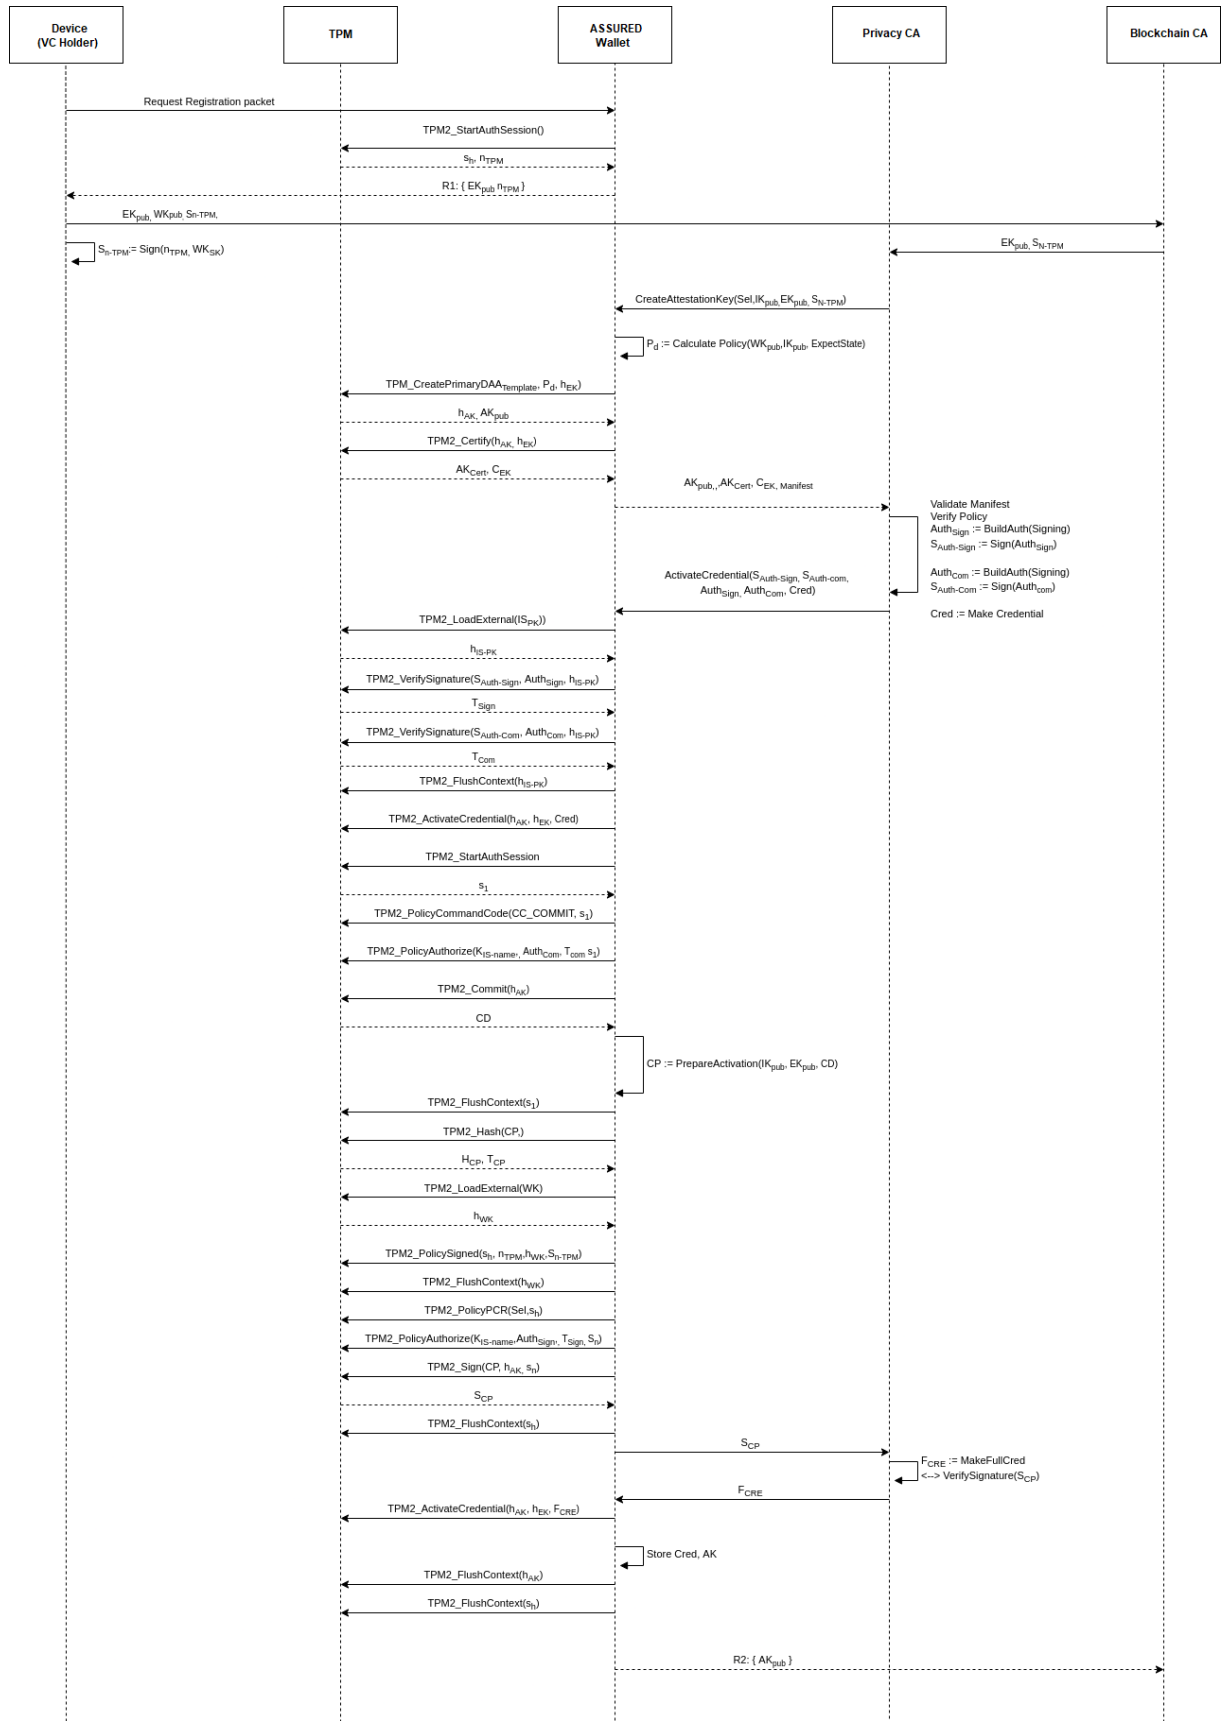 Device
(VC Holder)
TPM
ASSURED
Wallet
Privacy CA
Blockchain CA
Request Registration packet
TPM2_StartAuthSession()
sh, nTPM
R1: { EKpub nTPM }
EKpub, WKpub, Sn-TPM,
Sn-TPM:= Sign(nTPM, WKSK)
EKpub, SN-TPM
CreateAttestationKey(Sel,IKpub,EKpub, SN-TPM)
Pd := Calculate Policy(WKpub,IKpub, ExpectState)
TPM_CreatePrimaryDAATemplate, Pd, hEK)
hAK, AKpub
TPM2_Certify(hAK, hEK)
AKCert, CEK
AKpub,,,AKCert, CEK, Manifest
Validate Manifest
Verify Policy
AuthSign := BuildAuth(Signing)
SAuth-Sign := Sign(AuthSign)
AuthCom := BuildAuth(Signing)
SAuth-Com := Sign(Authcom)
Cred := Make Credential
ActivateCredential(SAuth-Sign, SAuth-com,
AuthSign, AuthCom, Cred)
TPM2_LoadExternal(ISPK))
hIS-PK
TPM2_VerifySignature(SAuth-Sign, AuthSign, hIS-PK)
TSign
TPM2_VerifySignature(SAuth-Com, AuthCom, hIS-PK)
TCom
TPM2_FlushContext(hIS-PK)
TPM2_ActivateCredential(hAK, hEK, Cred)
TPM2_StartAuthSession
s1
TPM2_PolicyCommandCode(CC_COMMIT, s1)
TPM2_PolicyAuthorize(KIS-name,, AuthCom, Tcom s1)
TPM2_Commit(hAK)
CD
CP := PrepareActivation(IKpub, EKpub, CD)
TPM2_FlushContext(s1)
TPM2_Hash(CP,)
HCP, TCP
TPM2_LoadExternal(WK)
hWK
TPM2_PolicySigned(sh, nTPM,hWK,Sn-TPM)
TPM2_FlushContext(hWK)
TPM2_PolicyPCR(Sel,sh)
TPM2_PolicyAuthorize(KIS-name,AuthSign,, TSign, Sn)
TPM2_Sign(CP, hAK, sn)
SCP
TPM2_FlushContext(sh)
SCP
FCRE := MakeFullCred
<--> VerifySignature(SCP)
FCRE
TPM2_ActivateCredential(hAK, hEK, FCRE)
Store Cred, AK
TPM2_FlushContext(hAK)
TPM2_FlushContext(sh)
R2: { AKpub }